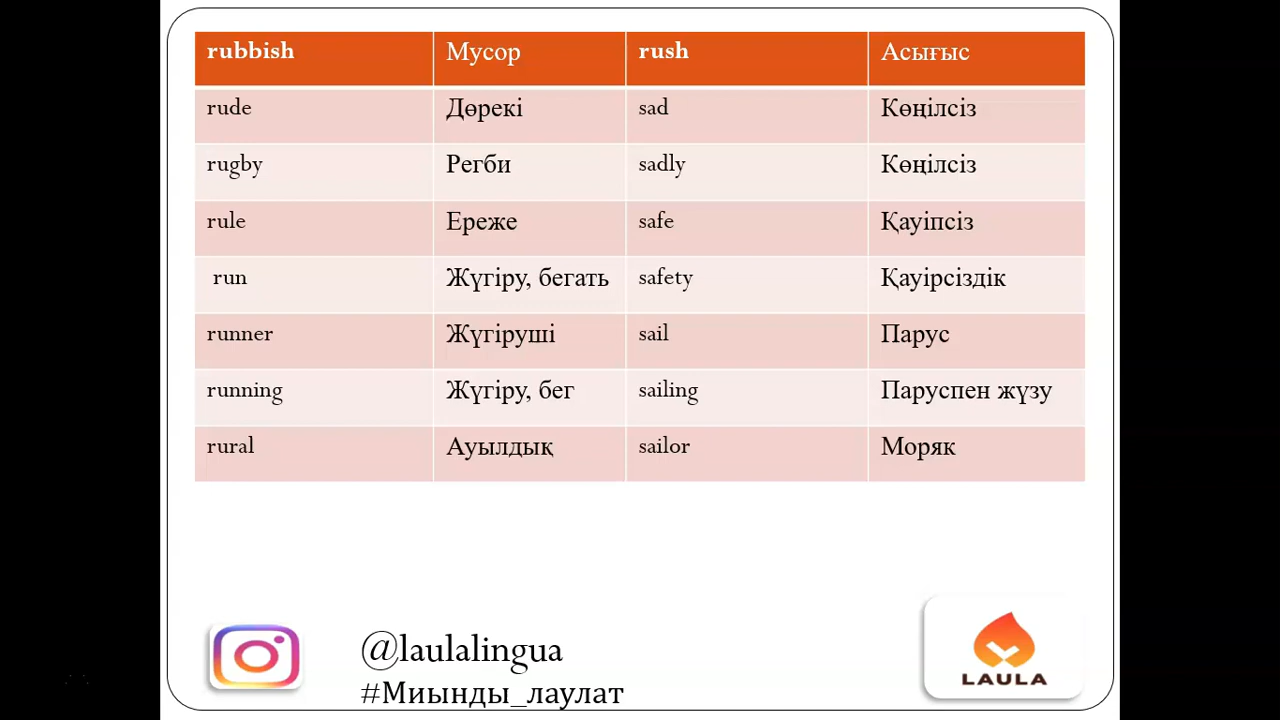 rubbish Мусор rush Асығыс
rude Дөрекі sad Көңілсіз
rugby Регби sadly Көңілсіз
rule Ереже safe Қауіпсіз
run Жүгіру, бегать safety Қауірсіздік
runner Жүгіруші sail Парус
running Жүгіру, бег sailing Паруспен жүзу
rural Ауылдық sailor Моряк
@laulalingua
#Миынды_лаулат
LAULA